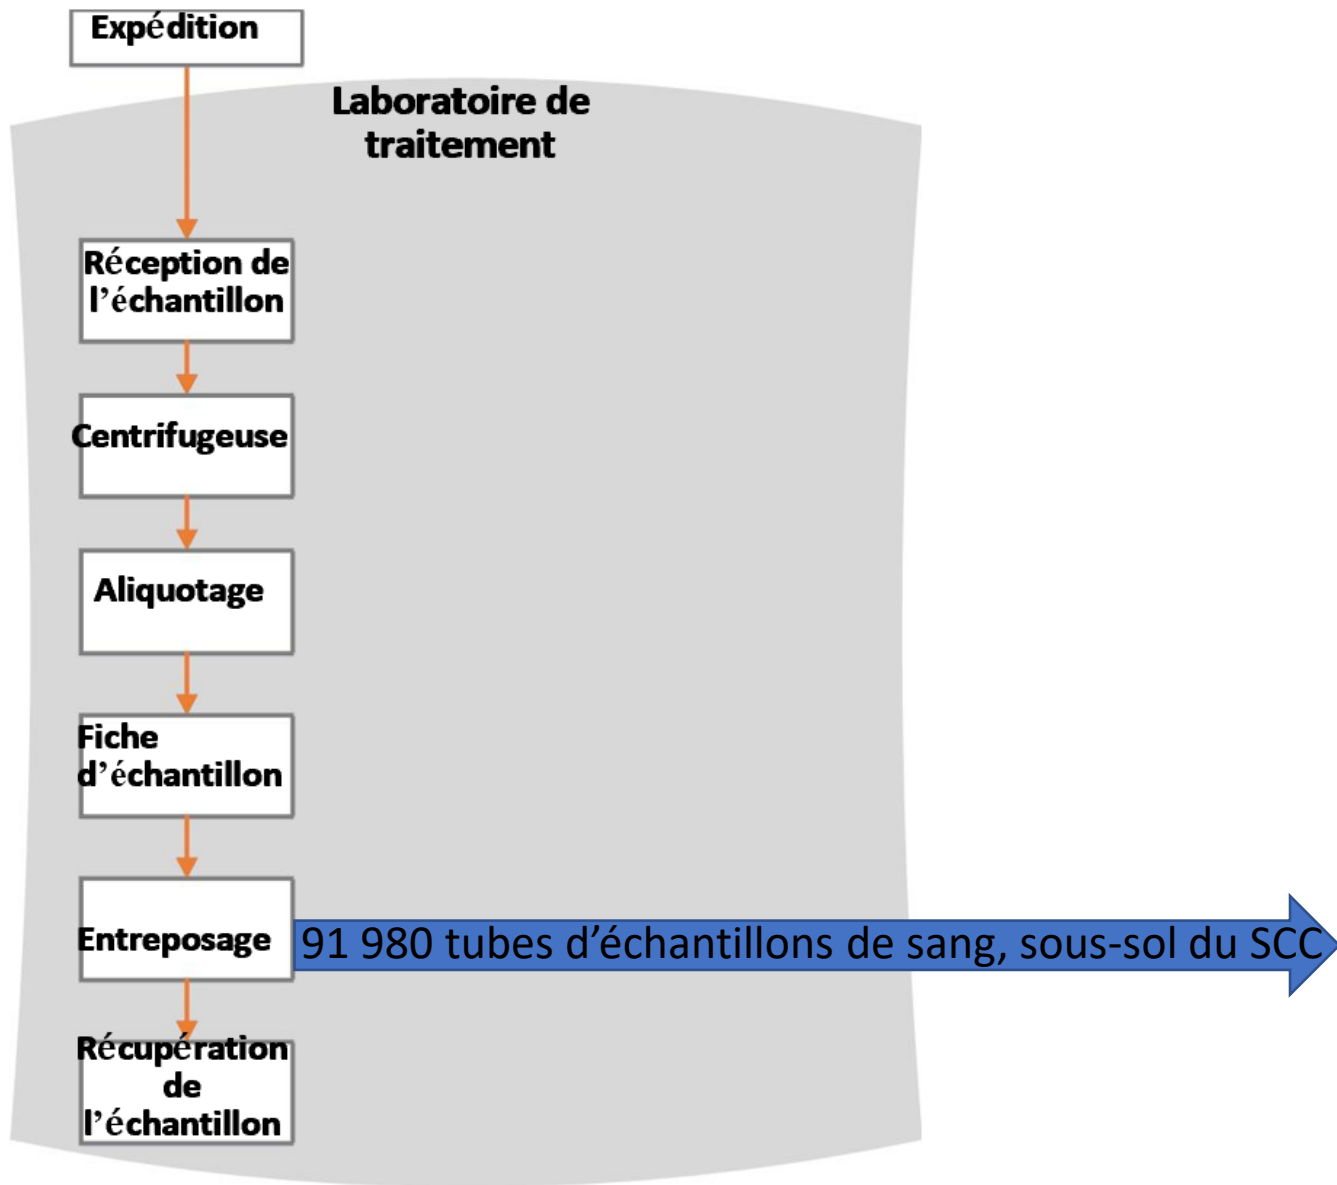 Expédition
Laboratoire de
traitement
Réception de
l’échantillon
Centrifugeuse
Aliquotage
Fiche
d’échantillon
Entreposage
91 980 tubes d’échantillons de sang, sous-sol du SCC
Récupération
de
l’échantillon